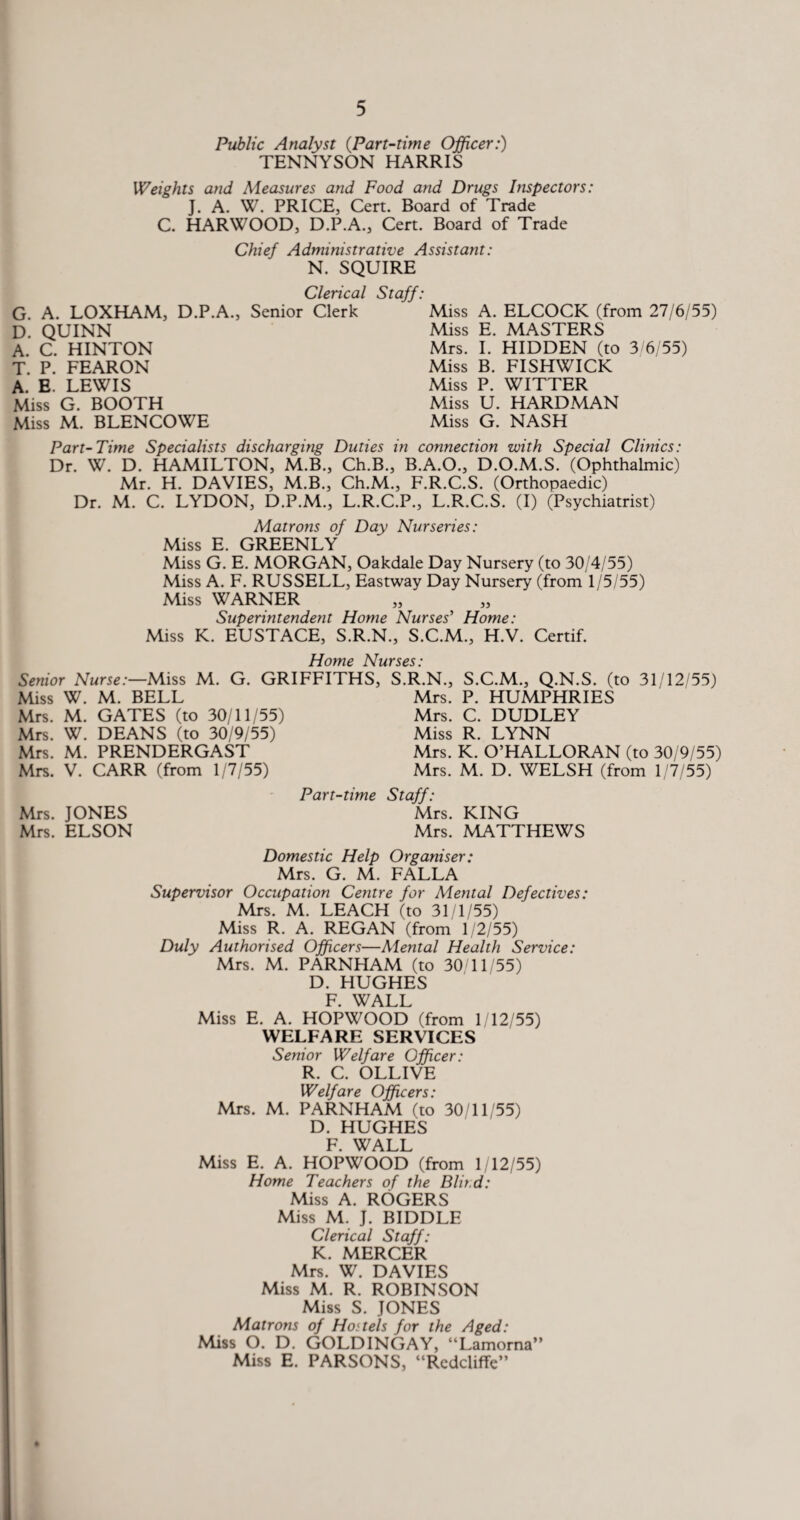 5
Public Analyst (Part-time Officer:)
TENNYSON HARRIS
Weights and Measures and Food and Drugs Inspectors:
J. A. W. PRICE, Cert. Board of Trade
C. HARWOOD, D.P.A., Cert. Board of Trade
Chief Administrative Assistant:
N. SQUIRE
Clerical Staff:
G. A. LOXHAM, D.P.A., Senior Clerk Miss A. ELCOCK (from 27/6/55)
D. QUINN Miss E. MASTERS
A. C. HINTON Mrs. I. HIDDEN (to 3/6/55)
T. P. FEARON Miss B. FISHWICK
A. E. LEWIS Miss P. WITTER
Miss G. BOOTH Miss U. HARDMAN
Miss M. BLENCOWE Miss G. NASH
Part-Time Specialists discharging Duties in connection with Special Clinics:
Dr. W. D. HAMILTON, M.B., Ch.B., B.A.O., D.O.M.S. (Ophthalmic)
Mr. H. DAVIES, M.B., Ch.M., F.R.C.S. (Orthopaedic)
Dr. M. C. LYDON, D.P.M., L.R.C.P., L.R.C.S. (I) (Psychiatrist)
Matrons of Day Nurseries:
Miss E. GREENLY
Miss G. E. MORGAN, Oakdale Day Nursery (to 30/4/55)
Miss A. F. RUSSELL, Eastway Day Nursery (from 1/5/55)
Miss WARNER „ „
Superintendent Home Nurses' Home:
Miss K. EUSTACE, S.R.N., S.C.M., H.V. Certif.
Home Nurses:
Senior Nurse:—Miss M. G. GRIFFITHS, S.R.N., S.C.M., Q.N.S. (to 31/12/55)
Miss W. M. BELL Mrs. P. HUMPHRIES
Mrs. M. GATES (to 30/11/55) Mrs. C. DUDLEY
Mrs. W. DEANS (to 30/9/55) Miss R. LYNN
Mrs. M. PRENDERGAST Mrs. K. O'HALLORAN (to 30/9/55)
Mrs. V. CARR (from 1/7/55) Mrs. M. D. WELSH (from 1/7/55)
Part-time Staff:
Mrs. JONES Mrs. KING
Mrs. ELSON Mrs. MATTHEWS
Domestic Help Organiser:
Mrs. G. M. FALLA
Supervisor Occupation Centre for Mental Defectives:
Mrs. M. LEACH (to 31/1/55)
Miss R. A. REGAN (from 1/2/55)
Duly Authorised Officers—Mental Health Service:
Mrs. M. PARNHAM (to 30/11/55)
D. HUGHES
F. WALL
Miss E. A. HOPWOOD (from 1/12/55)
WELFARE SERVICES
Senior Welfare Officer:
R. C. OLLIVE
Welfare Officers:
Mrs. M. PARNHAM (to 30/11/55)
D. HUGHES
F. WALL
Miss E. A. HOPWOOD (from 1/12/55)
Home Teachers of the Blind:
Miss A. ROGERS
Miss M. J. BIDDLE
Clerical Staff:
K. MERCER
Mrs. W. DAVIES
Miss M. R. ROBINSON
Miss S. JONES
Matrons of Hostels for the Aged:
Miss O. D. GOLDINGAY, "Lamorna"
Miss E. PARSONS, "Redcliffe"